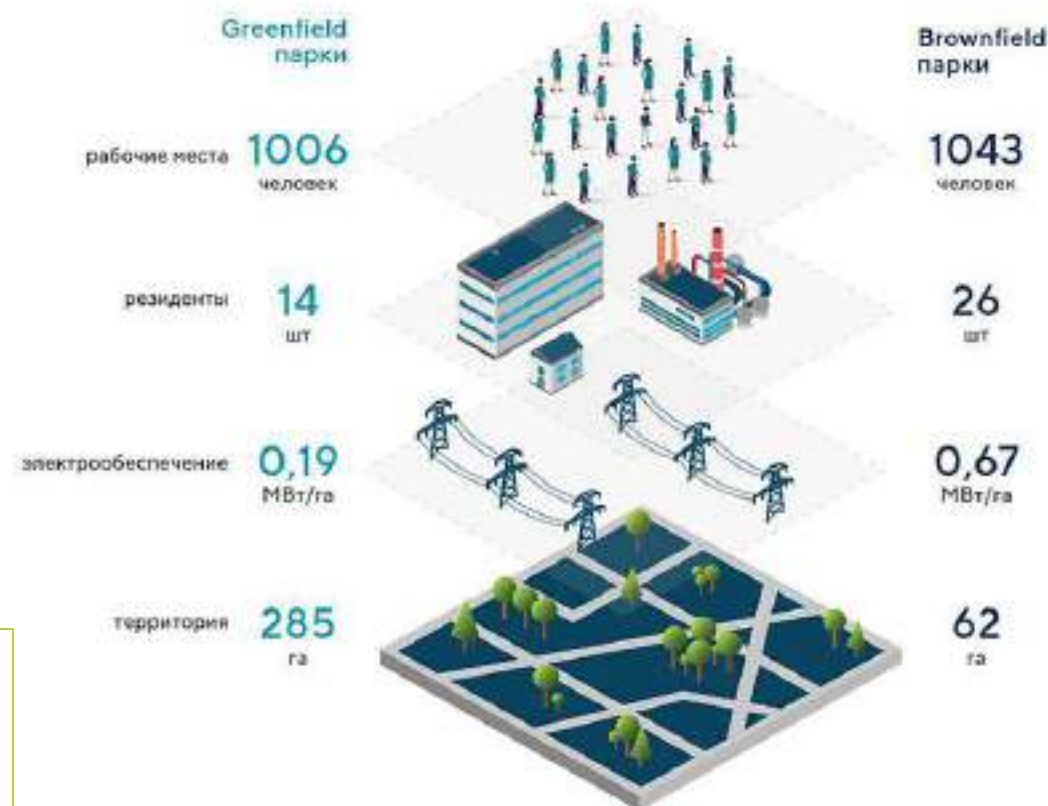 Greenfield
парки
Brownfield
парки
рабочие места 1006
человек
1043
человек
резиденты 14
шт
26
шт
электрообеспечение 0,19
МВт/га
0,67
МВт/га
территория 285
га
62
га